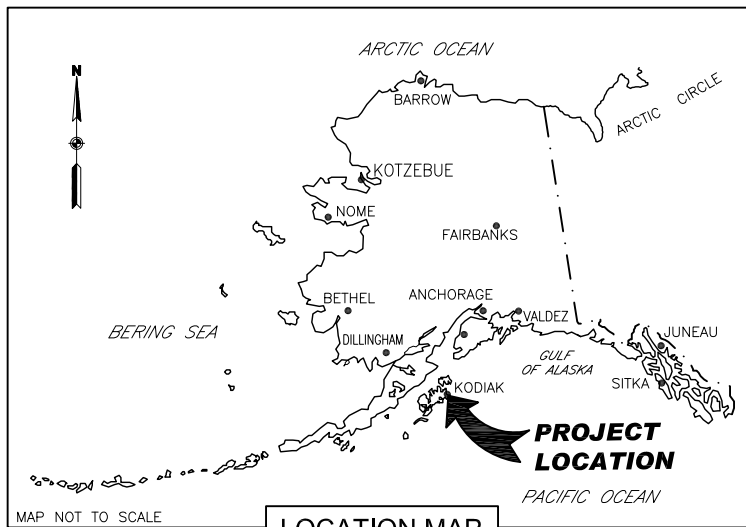 ARCTIC OCEAN
N
BARROW
ARCTIC CIRCLE
KOTZEBUE
NOME
FAIRBANKS
BETHEL
ANCHORAGE
VALDEZ
BERING SEA
DILLINGHAM
JUNEAU
GULF
OF ALASKA
SITKA
KODIAK
PROJECT
LOCATION
PACIFIC OCEAN
MAP NOT TO SCALE
LOCATION MAP